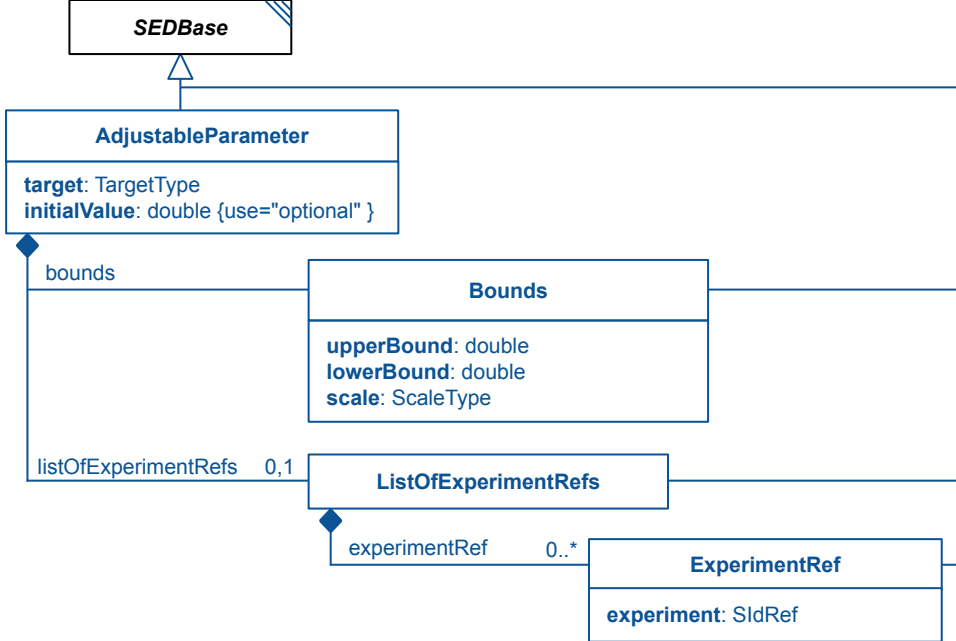 SEDBase
AdjustableParameter
target: TargetType
initialValue: double {use="optional" }
bounds
Bounds
upperBound: double
lowerBound: double
scale: ScaleType
listOfExperimentRefs 0,1
ListOfExperimentRefs
experimentRef 0..*
ExperimentRef
experiment: SIdRef